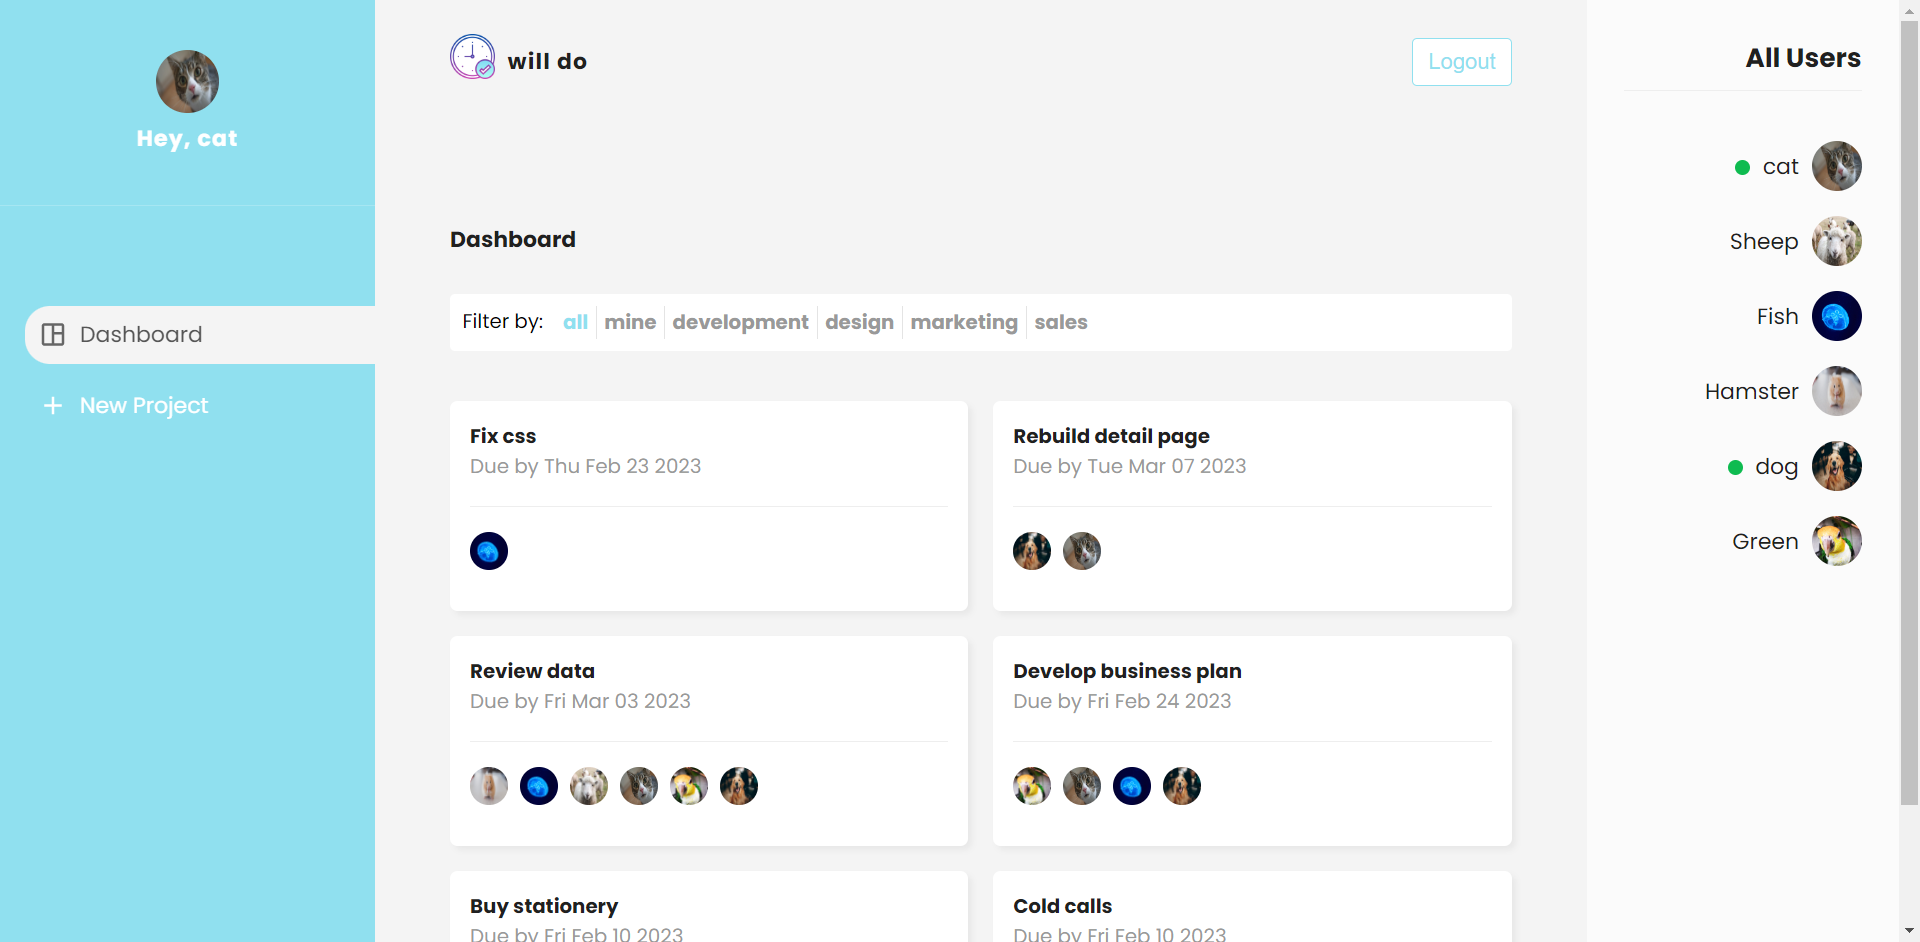 Hey, cat
Dashboard
New Project
will do
Logout
Dashboard
Filter by: all mine development design marketing sales
Fix css
Due by Thu Feb 23 2023
Rebuild detail page
Due by Tue Mar 07 2023
Review data
Due by Fri Mar 03 2023
Develop business plan
Due by Fri Feb 24 2023
Buy stationery
Due by Fri Feb 10 2023
Cold calls
Due by Fri Feb 10 2023
All Users
cat
Sheep
Fish
Hamster
dog
Green